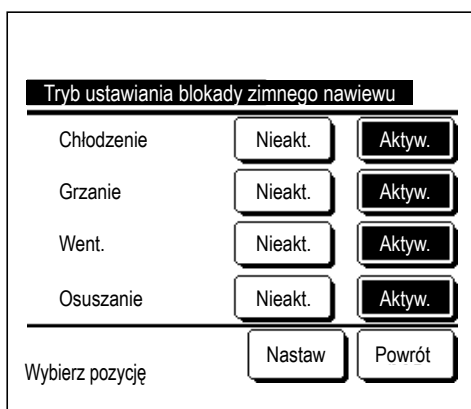 Tryb ustawiania blokady zimnego nawiewu
Chłodzenie Nieakt. Aktyw.
Grzanie Nieakt. Aktyw.
Went. Nieakt. Aktyw.
Osuszanie Nieakt. Aktyw.
Nastaw Powrót
Wybierz pozycję